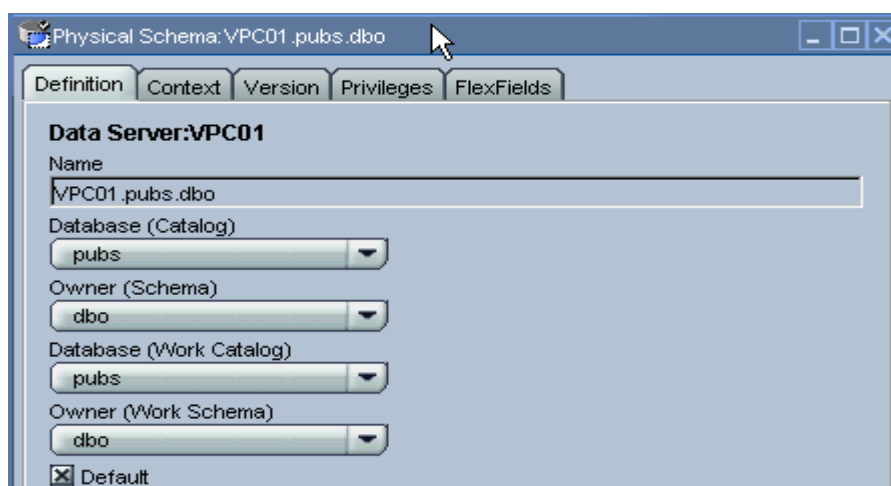 Physical Schema:VPC01.pubs.dbo
Definition Context Version Privileges FlexFields
Data Server:VPC01
Name
VPC01.pubs.dbo
Database (Catalog)
pubs
Owner (Schema)
dbo
Database (Work Catalog)
pubs
Owner (Work Schema)
dbo
Default